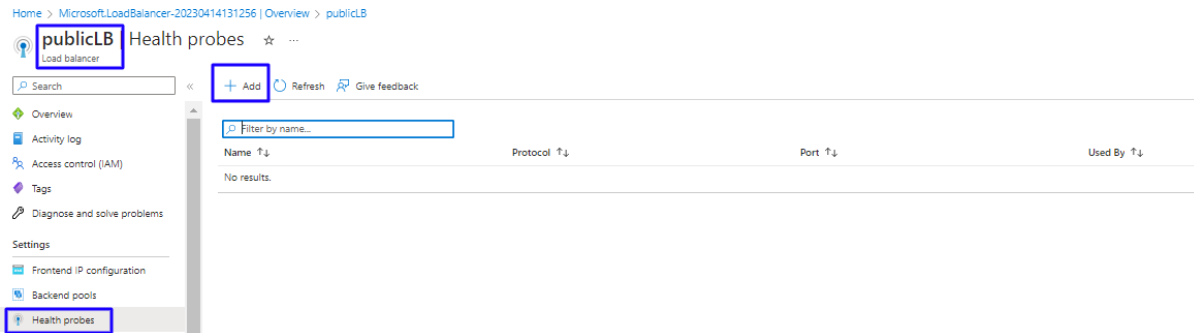 Home > Microsoft.LoadBalancer-20230414131256 | Overview > publicLB
publicLB | Health probes
Load balancer
Search
Add Refresh Give feedback
Overview
Activity log
Access control (IAM)
Tags
Diagnose and solve problems
Settings
Frontend IP configuration
Backend pools
Health probes
Filter by name...
Name Protocol Port Used By
No results.